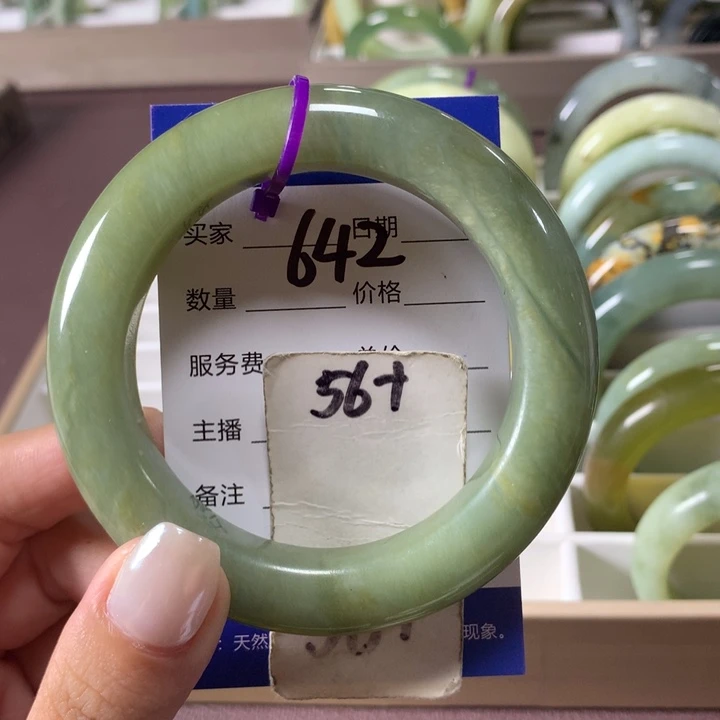 买家 642 日期
数量 价格
服务费
56+
主播
备注
：天然 现象。